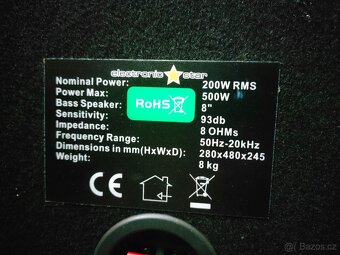 electronic star
Nominal Power: 200W RMS
Power Max: 500W
Bass Speaker: 8"
Sensitivity: 93db
Impedance: 8 OHMs
Frequency Range: 50Hz-20kHz
Dimensions in mm(HxWxD): 280x480x245
Weight: 8 kg
RoHS
CE
Bazos.cz